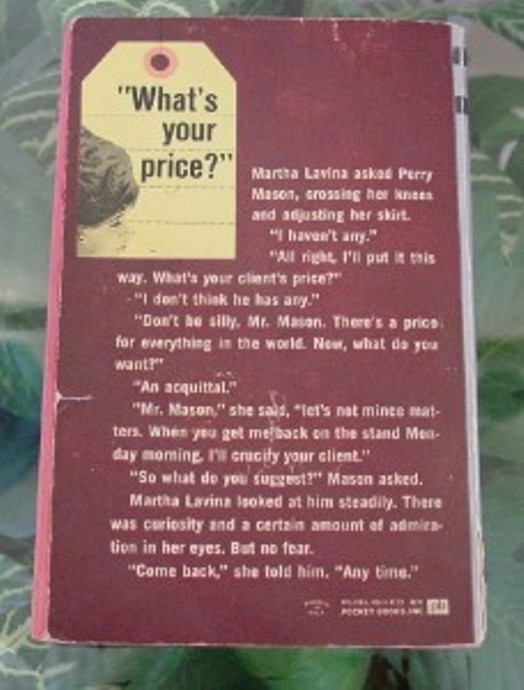 "What's
your
price?"
Martha Lavina asked Perry
Mason, crossing her knees
and adjusting her skirt.
"I haven't any."
"All right, I'll put it this
way. What's your client's price?"
"I don't think he has any."
"Don't be silly, Mr. Mason. There's a price
for everything in the world. Now, what do you
want?"
"An acquittal."
"Mr. Mason," she said, "let's not mince mat-
ters. When you get me back on the stand Mon-
day morning, I'll crucify your client."
"So what do you suggest?" Mason asked.
Martha Lavina looked at him steadily. There
was curiosity and a certain amount of admira-
tion in her eyes. But no fear.
"Come back," she told him. "Any time."
POCKET BOOKS, INC.